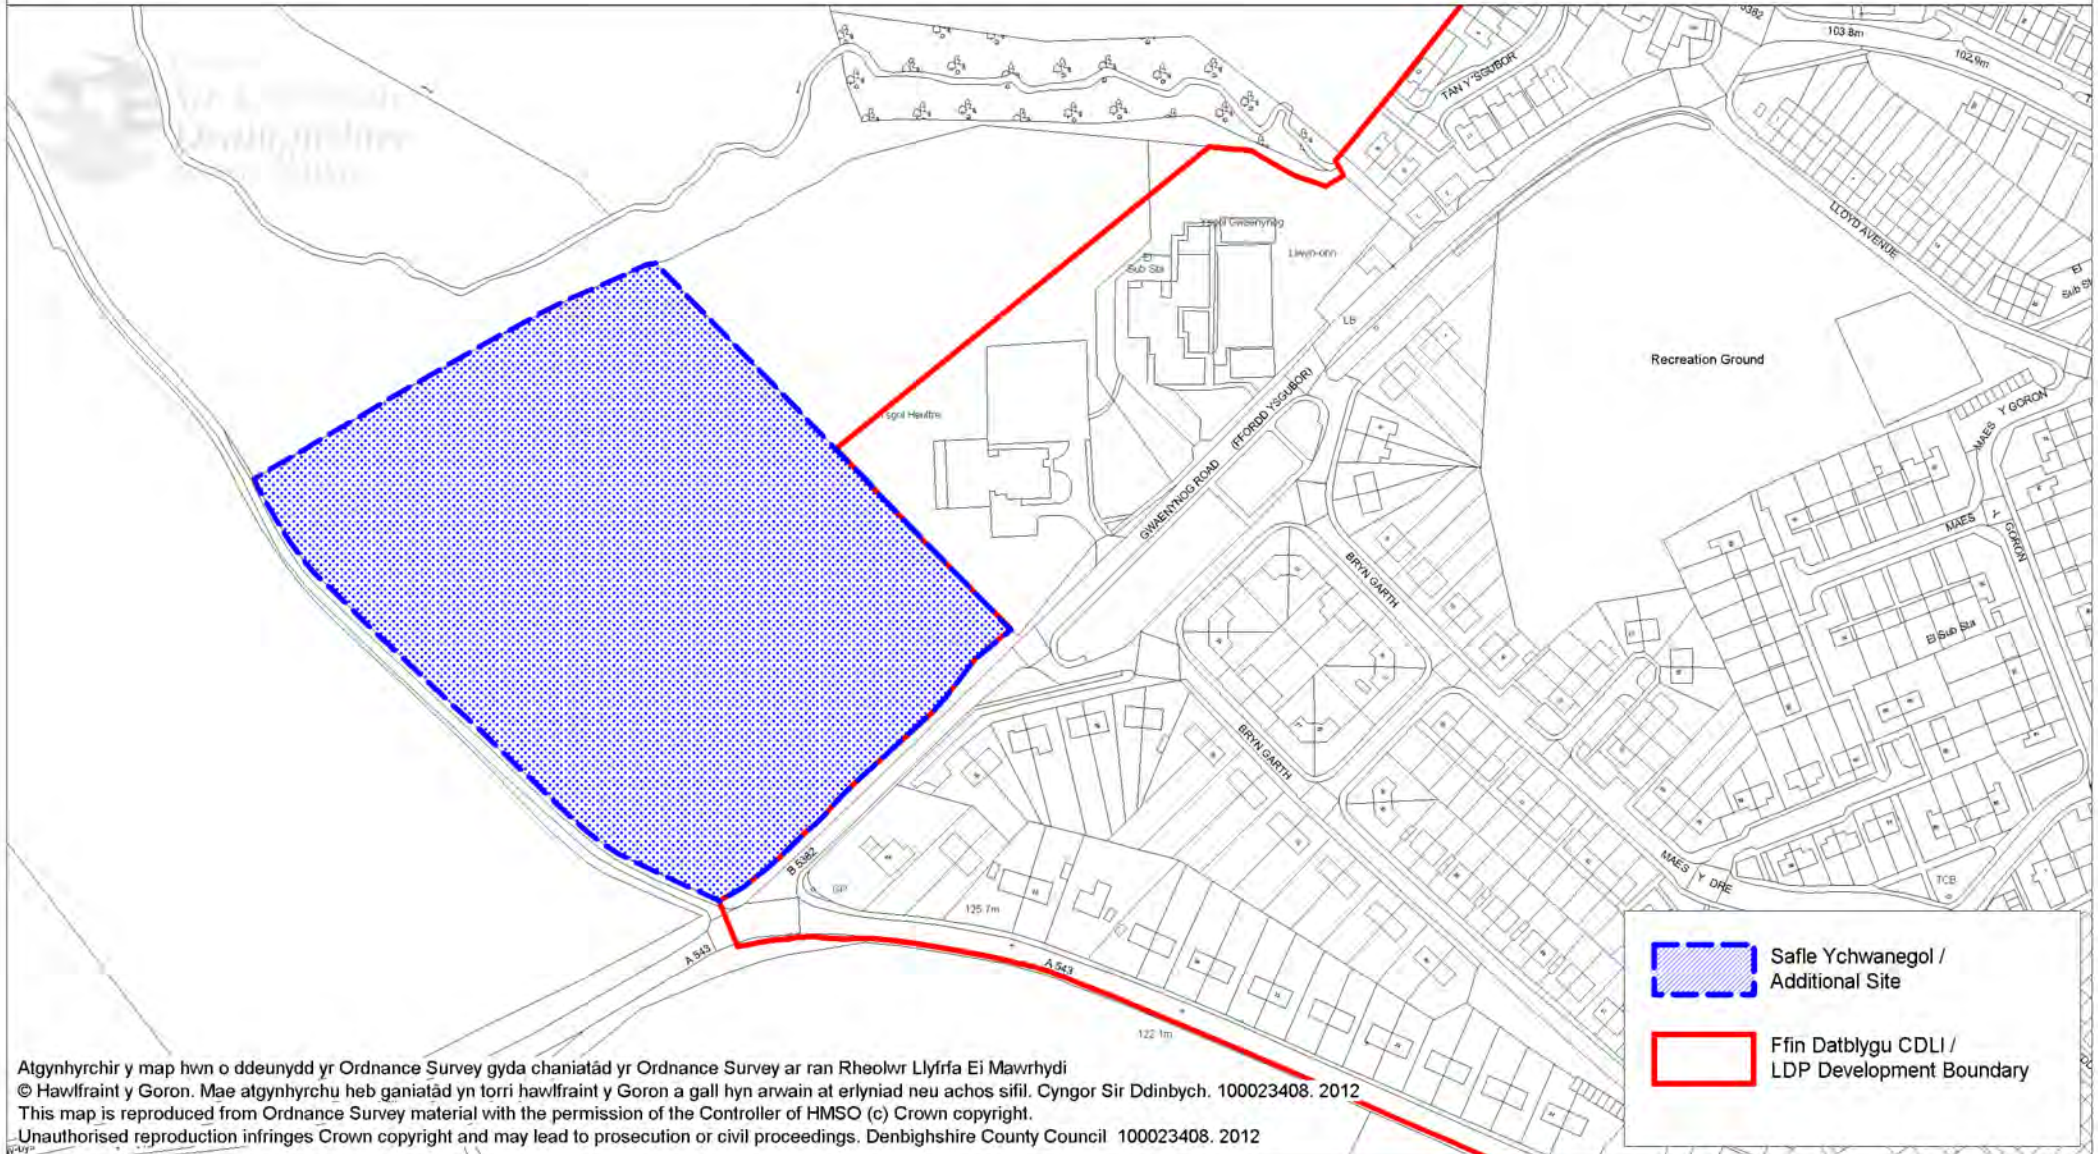 5382
103.8m
102.9m
TAN Y 'SGUBOR
LLOYD AVENUE
El
Sub St
Ysgol Gwaenynog
Llwyn-onn
El
Sub Sta
LB
Recreation Ground
Ysgol Heulfre
GWAENYNOG ROAD (FFORDD YSGUBOR)
MAES Y GORON
MAES Y GORON
BRYN GARTH
El Sub Sta
BRYN GARTH
B 5382
GP
MAES Y DRE
TCB
125.7m
A 543
A 543
122.1m
Safle Ychwanegol /
Additional Site
Ffin Datblygu CDLl /
LDP Development Boundary
Atgynhyrchir y map hwn o ddeunydd yr Ordnance Survey gyda chaniatâd yr Ordnance Survey ar ran Rheolwr Llyfrfa Ei Mawrhydi
© Hawlfraint y Goron. Mae atgynhyrchu heb ganiatâd yn torri hawlfraint y Goron a gall hyn arwain at erlyniad neu achos sifil. Cyngor Sir Ddinbych. 100023408. 2012
This map is reproduced from Ordnance Survey material with the permission of the Controller of HMSO (c) Crown copyright.
Unauthorised reproduction infringes Crown copyright and may lead to prosecution or civil proceedings. Denbighshire County Council 100023408. 2012